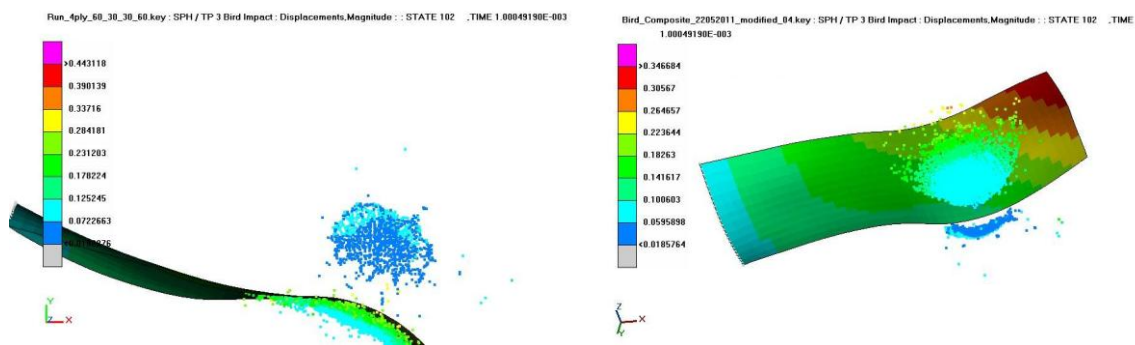 Run_4ply_60_30_30_60.key : SPH / TP 3 Bird Impact : Displacements,Magnitude : : STATE 102 ,TIME 1.00049190E-003
>0.443118
0.390139
0.33716
0.284181
0.231203
0.178224
0.125245
0.0722663
Y
Z X
Bird_Composite_22052011_modified_04.key : SPH / TP 3 Bird Impact : Displacements,Magnitude : : STATE 102 ,TIME
1.00049190E-003
>0.346684
0.30567
0.264657
0.223644
0.18263
0.141617
0.100603
0.0595898
<0.0185764
Z
X
Y